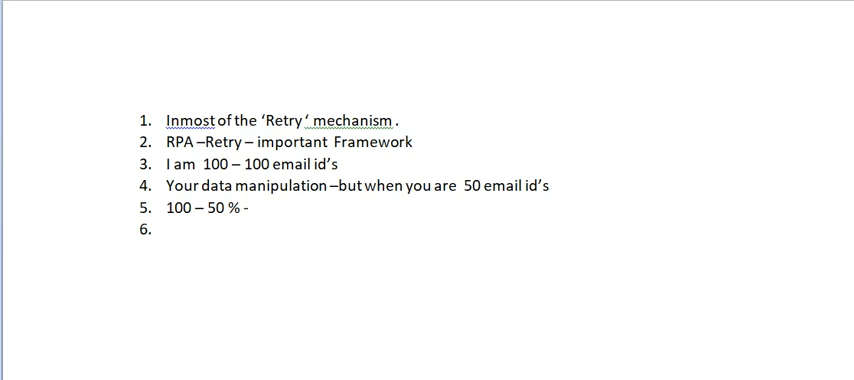 1. Inmost of the ‘Retry‘ mechanism .
2. RPA –Retry – important Framework
3. I am 100 – 100 email id’s
4. Your data manipulation –but when you are 50 email id’s
5. 100 – 50 % -
6.